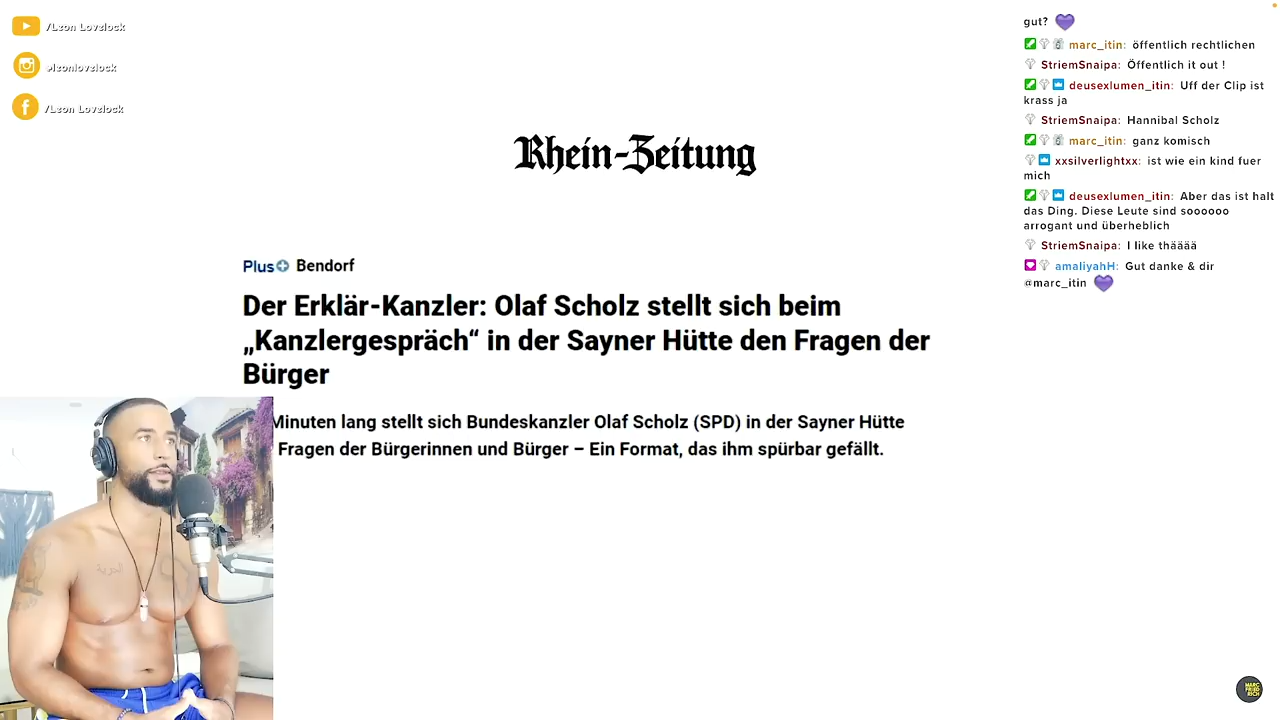 /Leon Lovelock
@leonlovelock
/Leon Lovelock
Rhein-Zeitung
Plus Bendorf
Der Erklär-Kanzler: Olaf Scholz stellt sich beim
„Kanzlergespräch“ in der Sayner Hütte den Fragen der
Bürger
Minuten lang stellt sich Bundeskanzler Olaf Scholz (SPD) in der Sayner Hütte
Fragen der Bürgerinnen und Bürger – Ein Format, das ihm spürbar gefällt.
gut? 💜
marc_itin: öffentlich rechtlichen
StriemSnaipa: Öffentlich it out !
deusexlumen_itin: Uff der Clip ist
krass ja
StriemSnaipa: Hannibal Scholz
marc_itin: ganz komisch
xxsilverlightxx: ist wie ein kind fuer
mich
deusexlumen_itin: Aber das ist halt
das Ding. Diese Leute sind soooooo
arrogant und überheblich
StriemSnaipa: I like thääää
amaliyahH: Gut danke & dir
@marc_itin 💜
MARC
FRIED
RICH